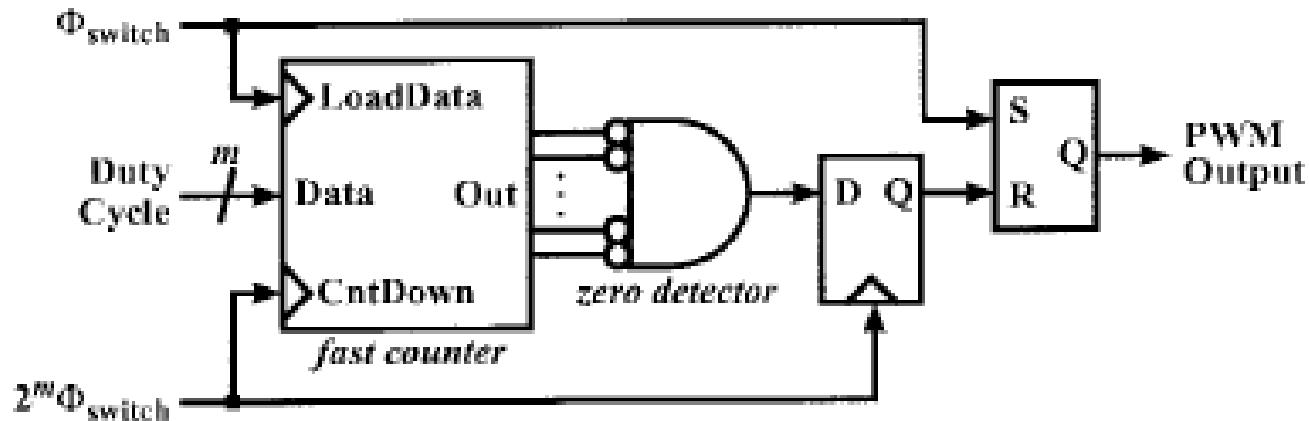 Φswitch
LoadData
m
Duty
Cycle
Data
Out
CntDown
fast counter
zero detector
D Q
S
R
Q
PWM
Output
2mΦswitch